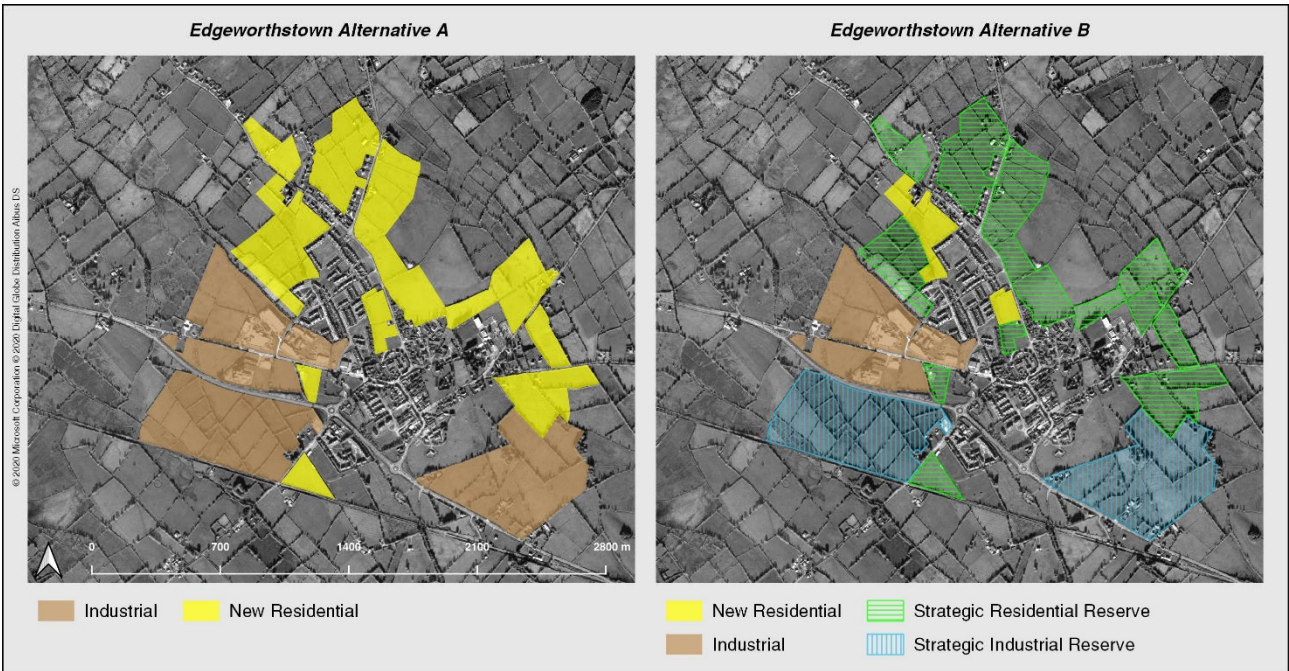 Edgeworthstown Alternative A
Edgeworthstown Alternative B
© 2020 Microsoft Corporation © 2020 Digital Globe Distribution Aibus DS
0 700 1400 2100 2800 m
Industrial New Residential
New Residential Strategic Residential Reserve
Industrial Strategic Industrial Reserve